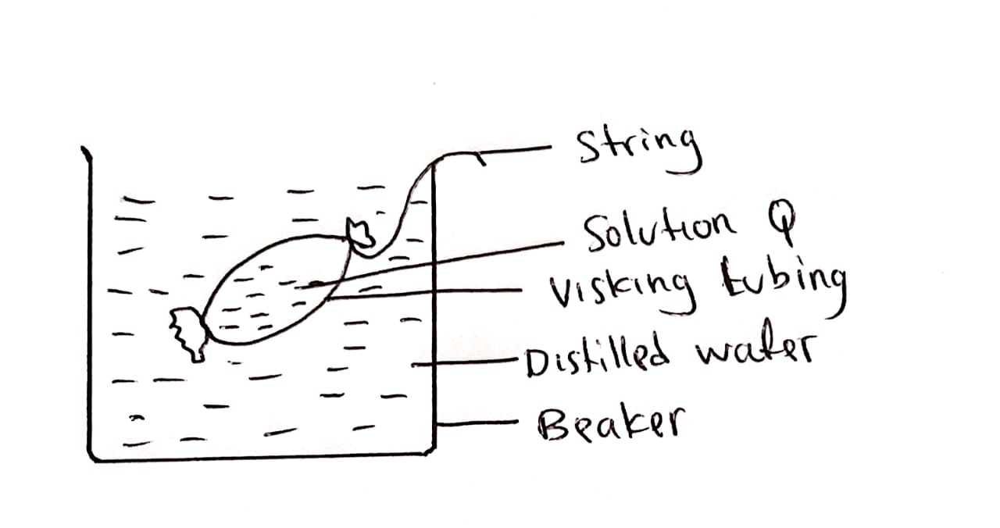 String
Solution Q
Visking tubing
Distilled water
Beaker